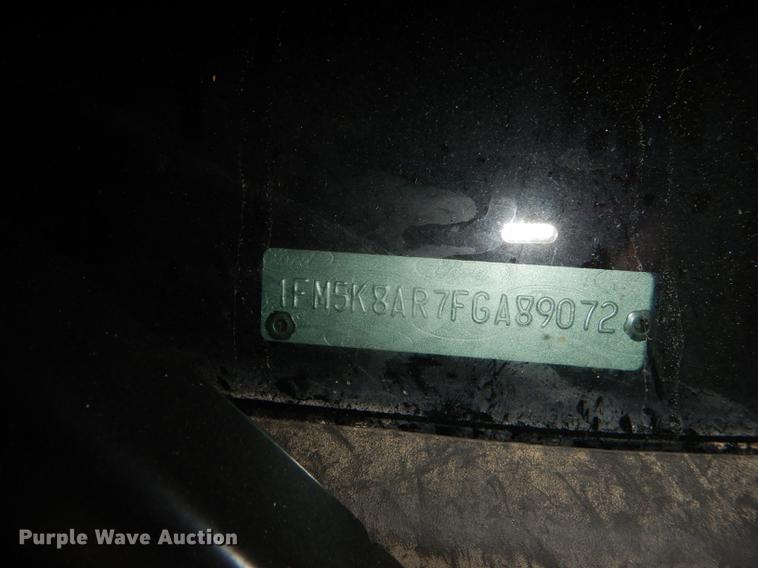 1FM5K8AR7FGA89072
Purple Wave Auction